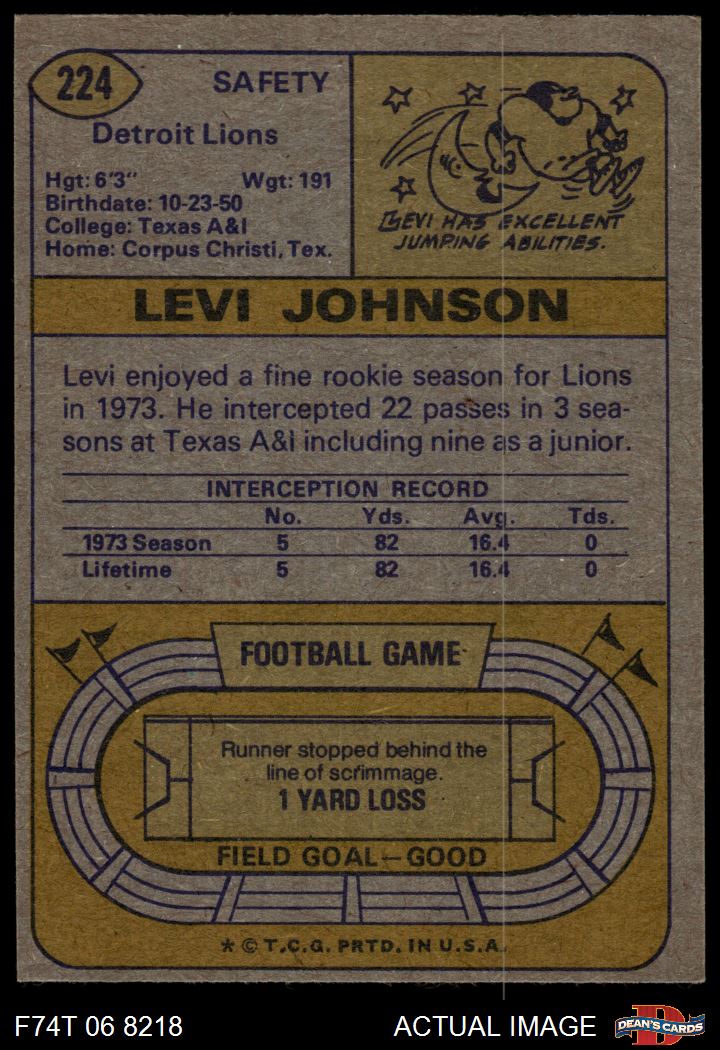 224
SAFETY
Detroit Lions
Hgt: 6'3" Wgt: 191
Birthdate: 10-23-50
College: Texas A&I
Home: Corpus Christi, Tex.
LEVI HAS EXCELLENT
JUMPING ABILITIES.
LEVI JOHNSON
Levi enjoyed a fine rookie season for Lions
in 1973. He intercepted 22 passes in 3 sea-
sons at Texas A&I including nine as a junior.
INTERCEPTION RECORD
No. Yds. Avg. Tds.
1973 Season 5 82 16.4 0
Lifetime 5 82 16.4 0
FOOTBALL GAME
Runner stopped behind the
line of scrimmage.
1 YARD LOSS
FIELD GOAL—GOOD
* © T.C.G. PRTD. IN U.S.A.
F74T 06 8218 ACTUAL IMAGE
DEAN'S CARDS